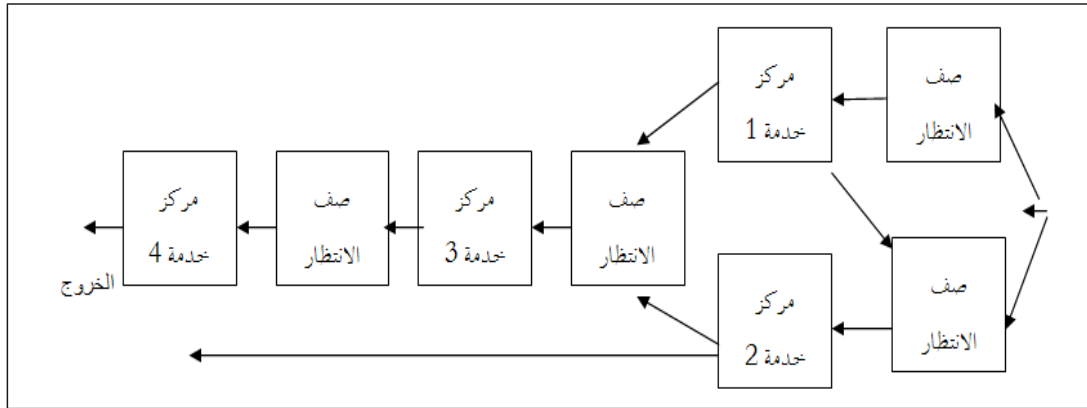 صف
الانتظار
مركز
خدمة 1
صف
الانتظار
مركز
خدمة 2
صف
الانتظار
مركز
خدمة 3
صف
الانتظار
مركز
خدمة 4
الخروج